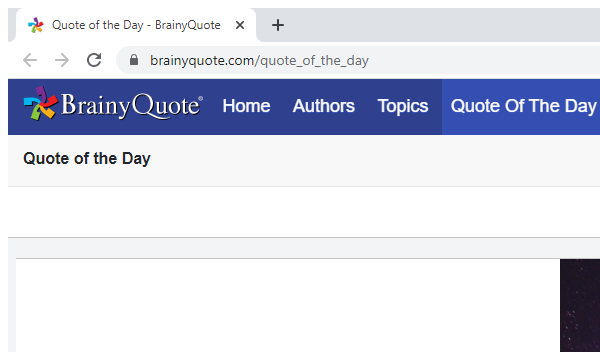 Quote of the Day - BrainyQuote
brainyquote.com/quote_of_the_day
BrainyQuote® Home Authors Topics Quote Of The Day
Quote of the Day